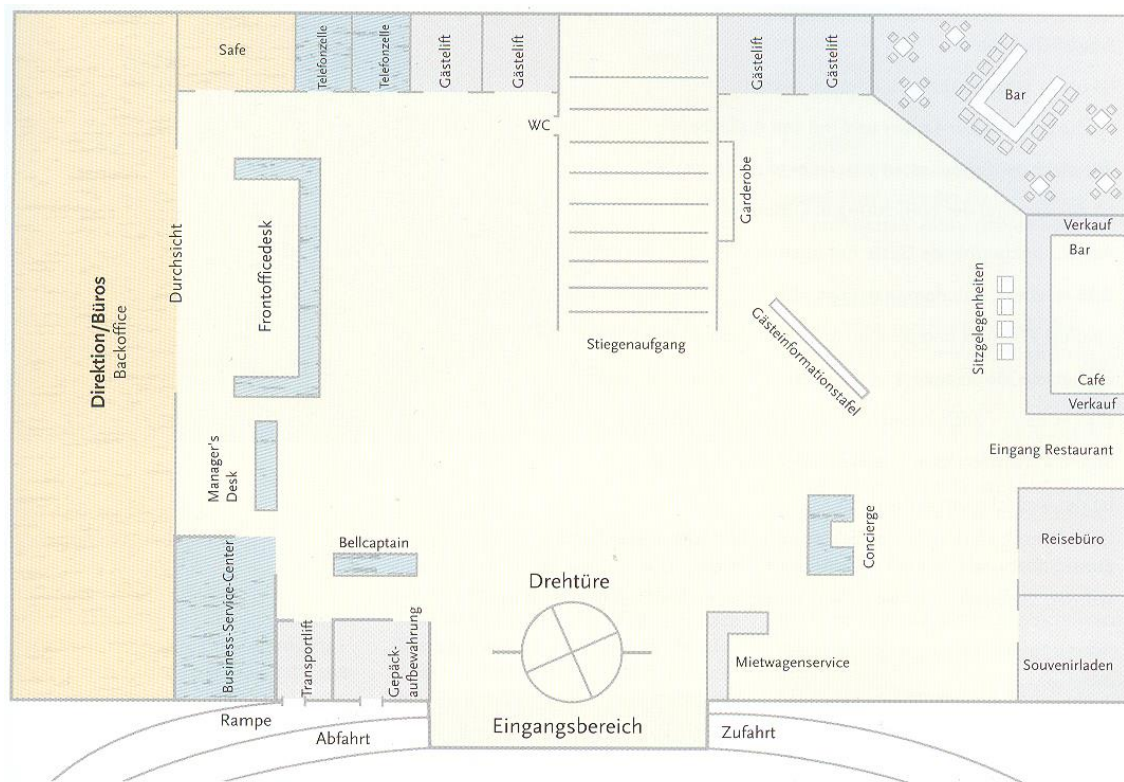 Safe
Telefonzelle
Telefonzelle
Gästelift
Gästelift
Gästelift
Gästelift
Bar
WC
Garderobe
Durchsicht
Frontofficedesk
Direktion/Büros
Backoffice
Stiegenaufgang
Gästeinformationstafel
Sitzgelegenheiten
Verkauf
Bar
Café
Verkauf
Eingang Restaurant
Manager's
Desk
Bellcaptain
Concierge
Reisebüro
Business-Service-Center
Drehtüre
Transportlift
Gepäck-
aufbewahrung
Mietwagenservice
Souvenirladen
Rampe
Abfahrt
Eingangsbereich
Zufahrt